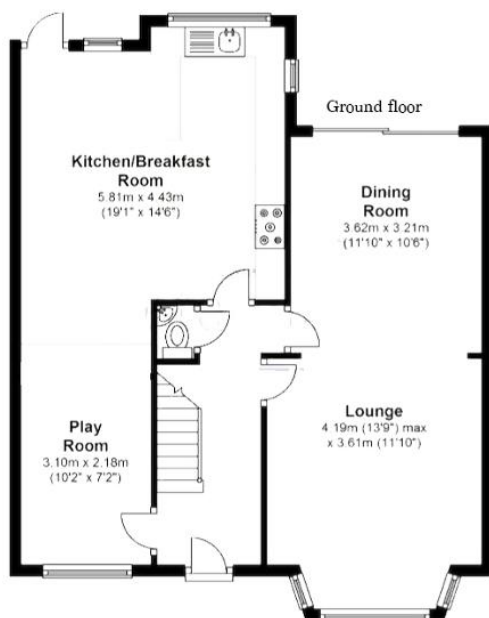 Ground floor
Kitchen/Breakfast
Room
5.81m x 4.43m
(19'1" x 14'6")
Dining
Room
3.62m x 3.21m
(11'10" x 10'6")
Lounge
4.19m (13'9") max
x 3.61m (11'10")
Play
Room
3.10m x 2.18m
(10'2" x 7'2")